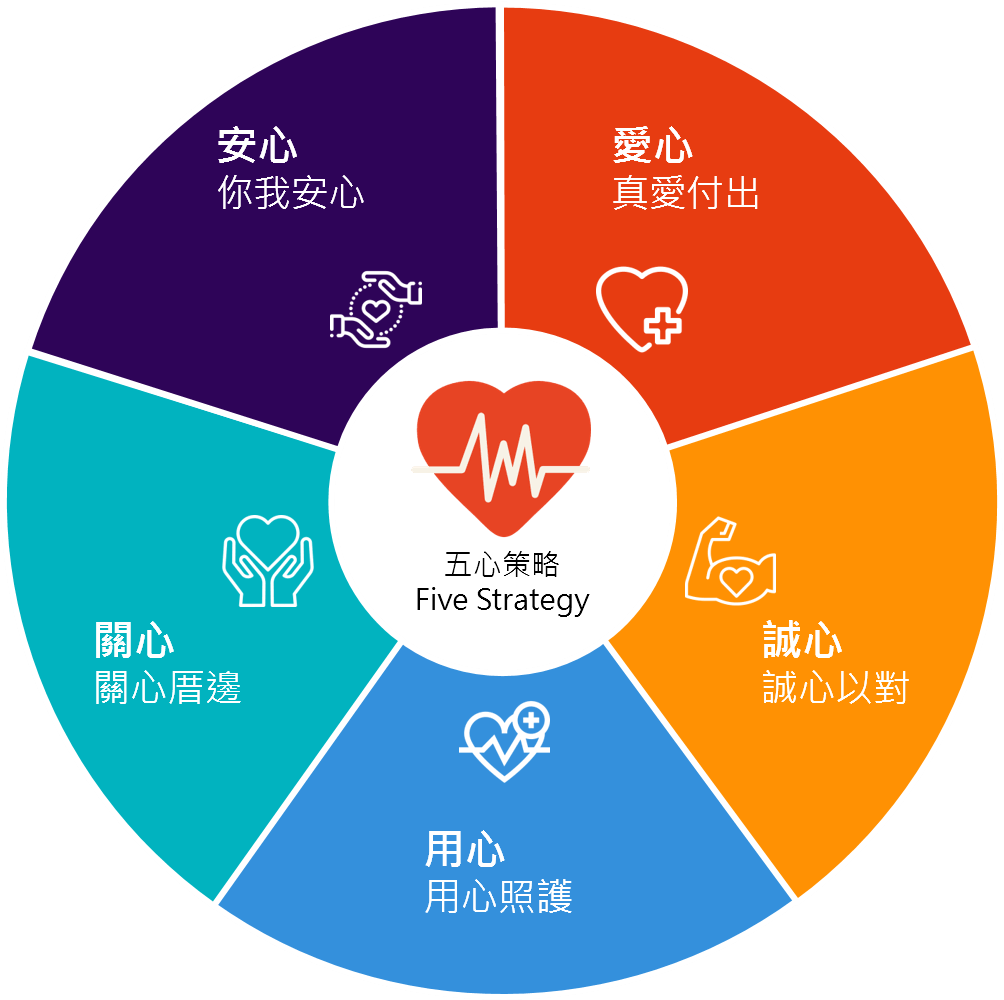 安心
你我安心
愛心
真愛付出
五心策略
Five Strategy
關心
關心厝邊
誠心
誠心以對
用心
用心照護